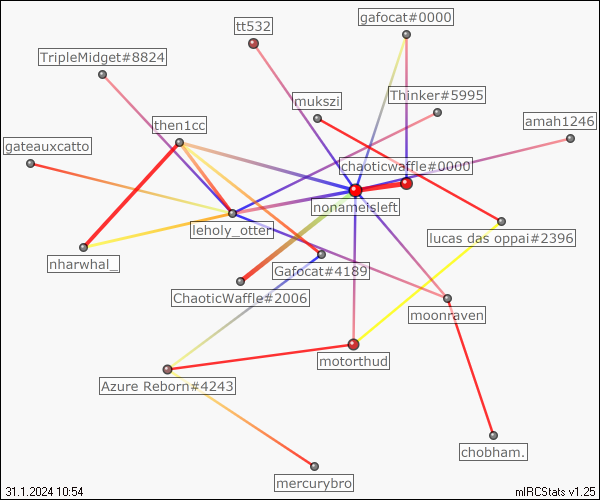 gafocat#0000
tt532
TripleMidget#8824
Thinker#5995
mukszi
amah1246
then1cc
gateauxcatto
chaoticwaffle#0000
nonameisleft
leholy_otter
lucas das oppai#2396
nharwhal_
Gafocat#4189
ChaoticWaffle#2006
moonraven
motorthud
Azure Reborn#4243
chobham.
mercurybro
31.1.2024 10:54
mIRCStats v1.25